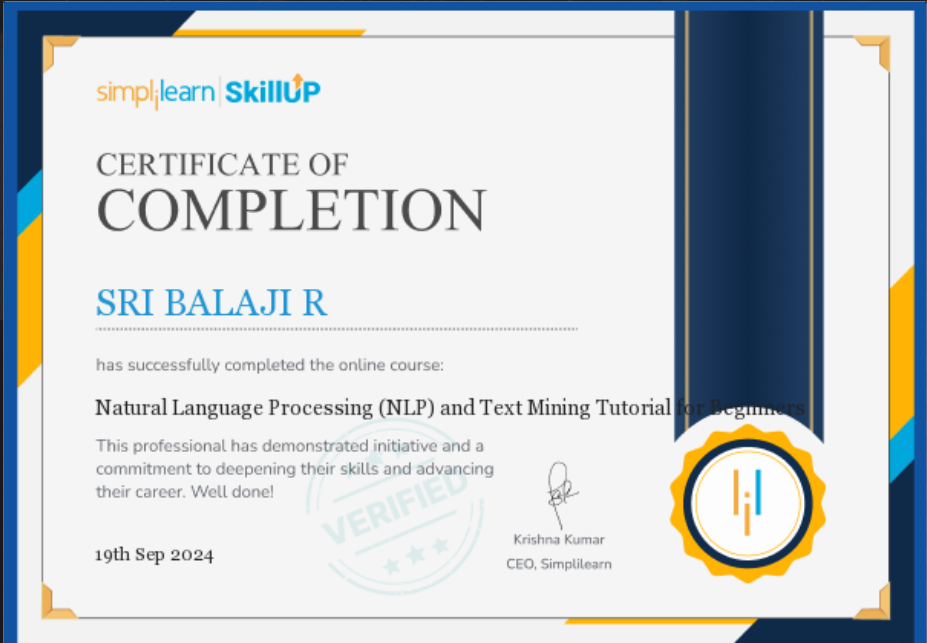 simplilearn | SkillUP
CERTIFICATE OF
COMPLETION
SRI BALAJI R
has successfully completed the online course:
Natural Language Processing (NLP) and Text Mining Tutorial for Beginners
This professional has demonstrated initiative and a
commitment to deepening their skills and advancing
their career. Well done!
VERIFIED
19th Sep 2024
Krishna Kumar
CEO, Simplilearn